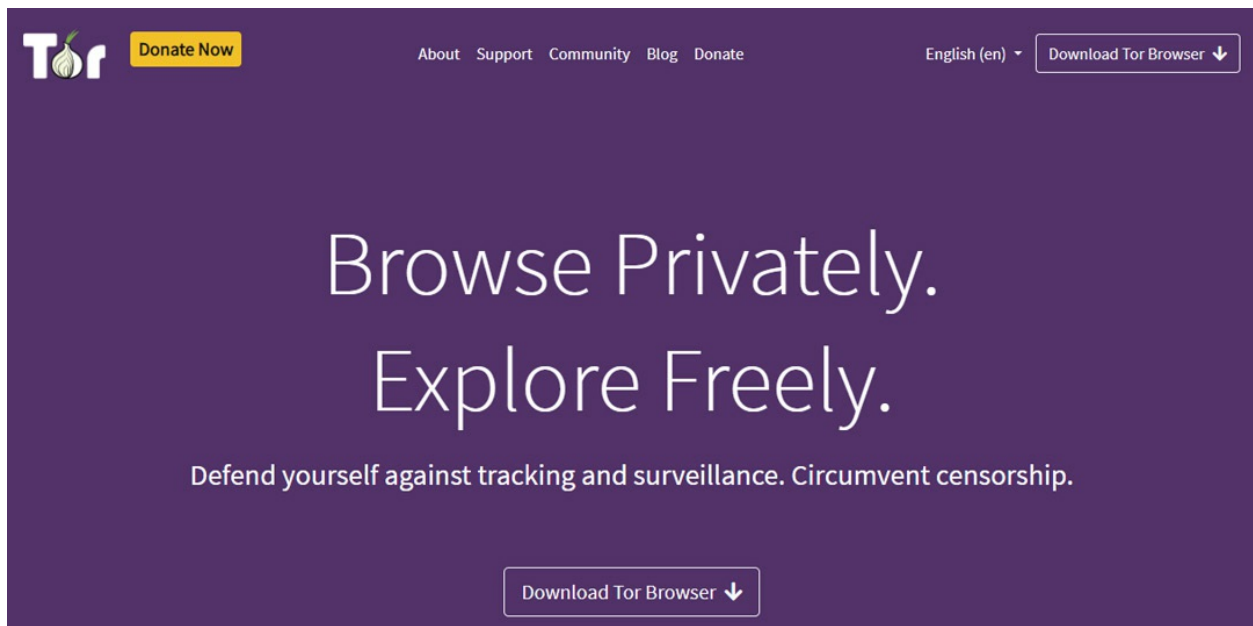 Tor
Donate Now
About Support Community Blog Donate
English (en)
Download Tor Browser
Browse Privately.
Explore Freely.
Defend yourself against tracking and surveillance. Circumvent censorship.
Download Tor Browser